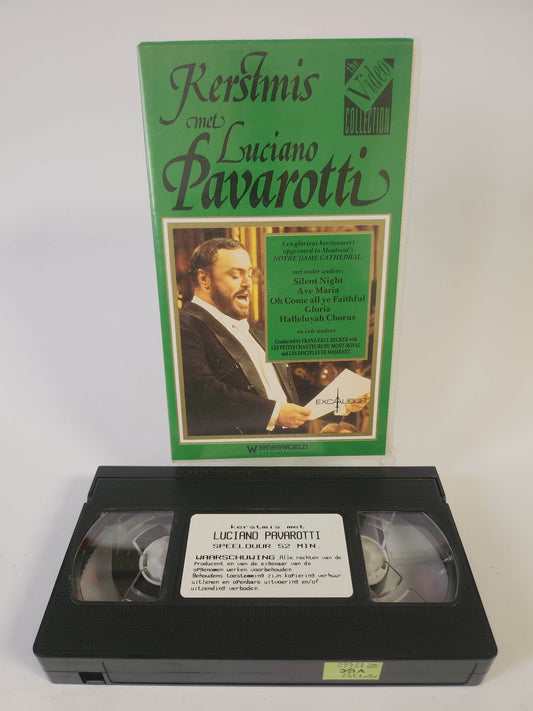 Kerstmis
met
Luciano
Pavarotti
the
Video
COLLECTION
Een glorieus kerstconcert
opgevoerd in Montreal's
NOTRE DAME CATHEDRAL.
met onder andere:
Silent Night
Ave Maria
Oh Come all ye Faithful
Gloria
Halleluyah Chorus
en vele andere
Conducted by FRANZ-PAUL DECKER with
LES PETITS CHANTEURS DU MONT-ROYAL
and LES DISCIPLES DE MASSENET
EXCALIBUR
WIENERWORLD
kerstmis met
LUCIANO PAVAROTTI
SPEELDUUR 52 MIN
WAARSCHUWING Alle rechten van de
Producent en van de eigenaar van de
opgenomen werken voorbehouden
Behoudens toestemming zijn kopiering verhuur
uitlenen en openbare uitvoering en/of
uitzending verboden